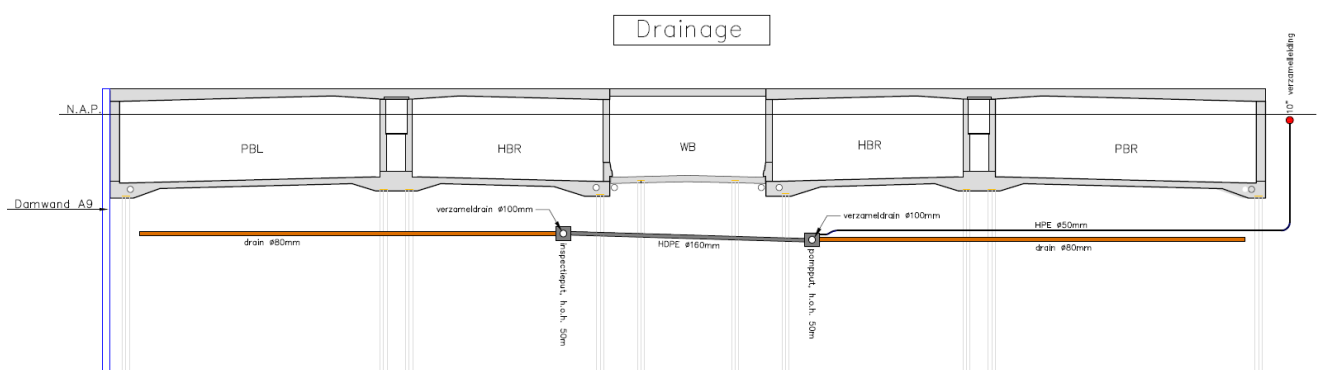 Drainage
10" verzamelleiding
N.A.P.
PBL
HBR
WB
HBR
PBR
Damwand A9
verzameldrain ø100mm
verzameldrain ø100mm
HPE ø50mm
drain ø80mm
HDPE ø160mm
drain ø80mm
inspectieput, h.o.h. 50m
pompput, h.o.h. 50m